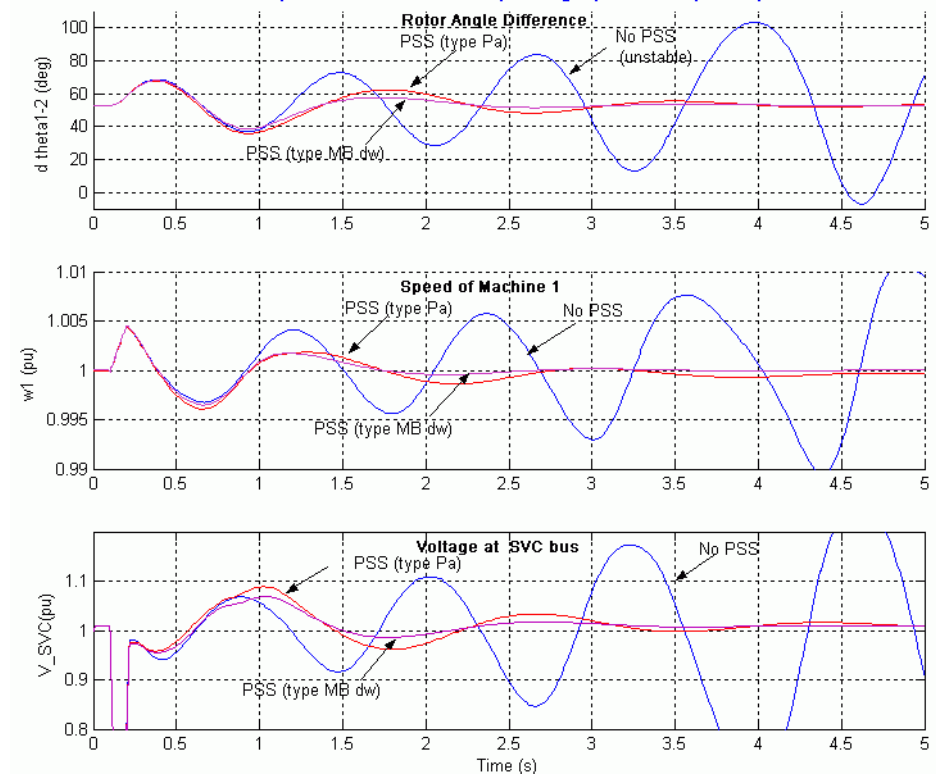 Rotor Angle Difference
PSS (type Pa)
No PSS
(unstable)
PSS (type MB dw)
d theta1-2 (deg)
100
80
60
40
20
0
0 0.5 1 1.5 2 2.5 3 3.5 4 4.5 5
Speed of Machine 1
PSS (type Pa)
No PSS
PSS (type MB dw)
w1 (pu)
1.01
1.005
1
0.995
0.99
0 0.5 1 1.5 2 2.5 3 3.5 4 4.5 5
Voltage at SVC bus
PSS (type Pa)
No PSS
PSS (type MB dw)
V_SVC(pu)
1.1
1
0.9
0.8
0 0.5 1 1.5 2 2.5 3 3.5 4 4.5 5
Time (s)